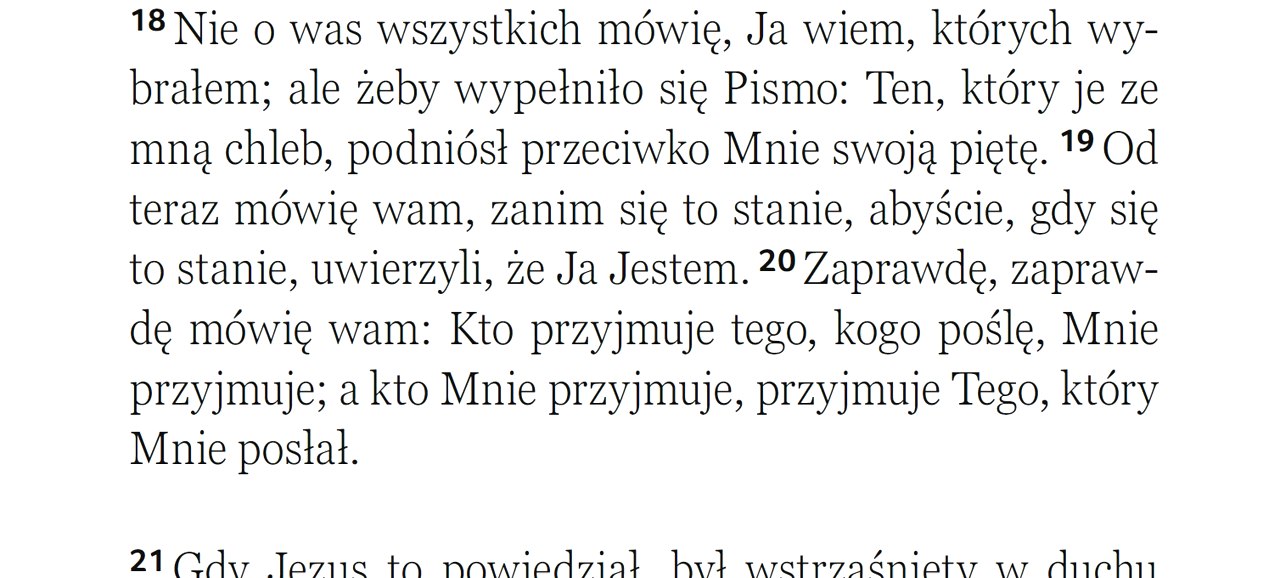 18 Nie o was wszystkich mówię, Ja wiem, których wy-
brałem; ale żeby wypełniło się Pismo: Ten, który je ze
mną chleb, podniósł przeciwko Mnie swoją piętę. 19 Od
teraz mówię wam, zanim się to stanie, abyście, gdy się
to stanie, uwierzyli, że Ja Jestem. 20 Zaprawdę, zapraw-
dę mówię wam: Kto przyjmuje tego, kogo poślę, Mnie
przyjmuje; a kto Mnie przyjmuje, przyjmuje Tego, który
Mnie posłał.
21 Gdy Jezus to powiedział, był wstrząśnięty w duchu